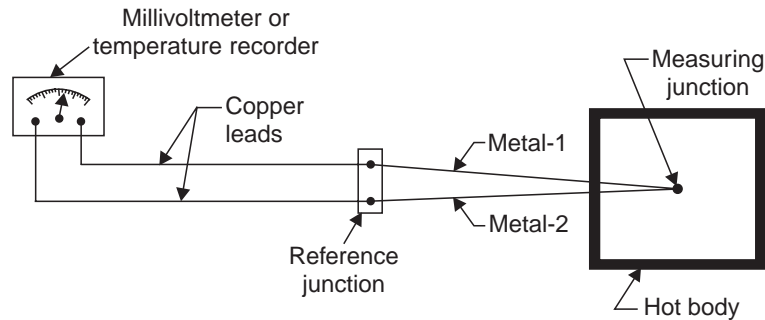 Millivoltmeter or
temperature recorder
Measuring
junction
Copper
leads
Metal-1
Metal-2
Reference
junction
Hot body